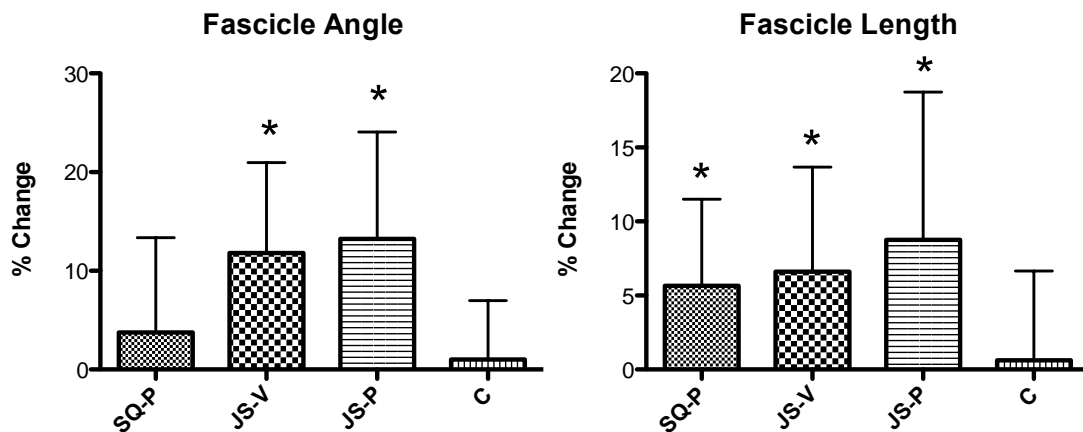 Fascicle Angle
% Change
30
20
10
0
*
*
SQ-P
JS-V
JS-P
C
Fascicle Length
% Change
20
15
10
5
0
*
*
*
SQ-P
JS-V
JS-P
C